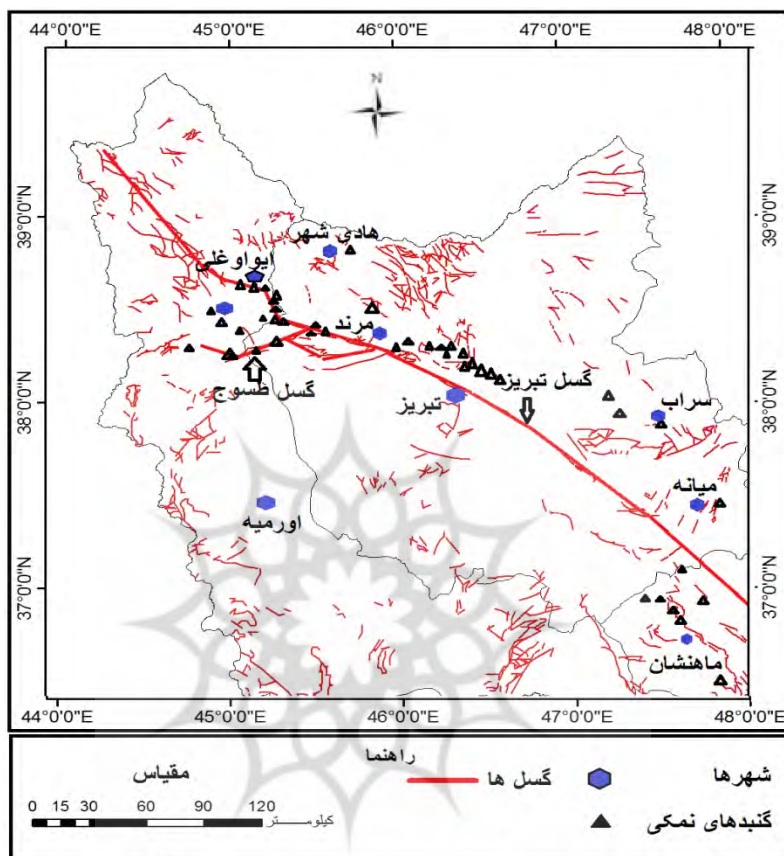 44°0'0"E 45°0'0"E 46°0'0"E 47°0'0"E 48°0'0"E
N
39°0'0"N 39°0'0"N
هادی شهر
ایواوغلی
مرند
گسل تبریز
گسل طسوج
38°0'0"N 38°0'0"N
تبریز
سراب
میانه
اورمیه
37°0'0"N 37°0'0"N
ماهنشان
44°0'0"E 45°0'0"E 46°0'0"E 47°0'0"E 48°0'0"E
راهنما
شهرها
گسل ها
مقیاس
گنبدهای نمکی
0 15 30 60 90 120
کیلومتر